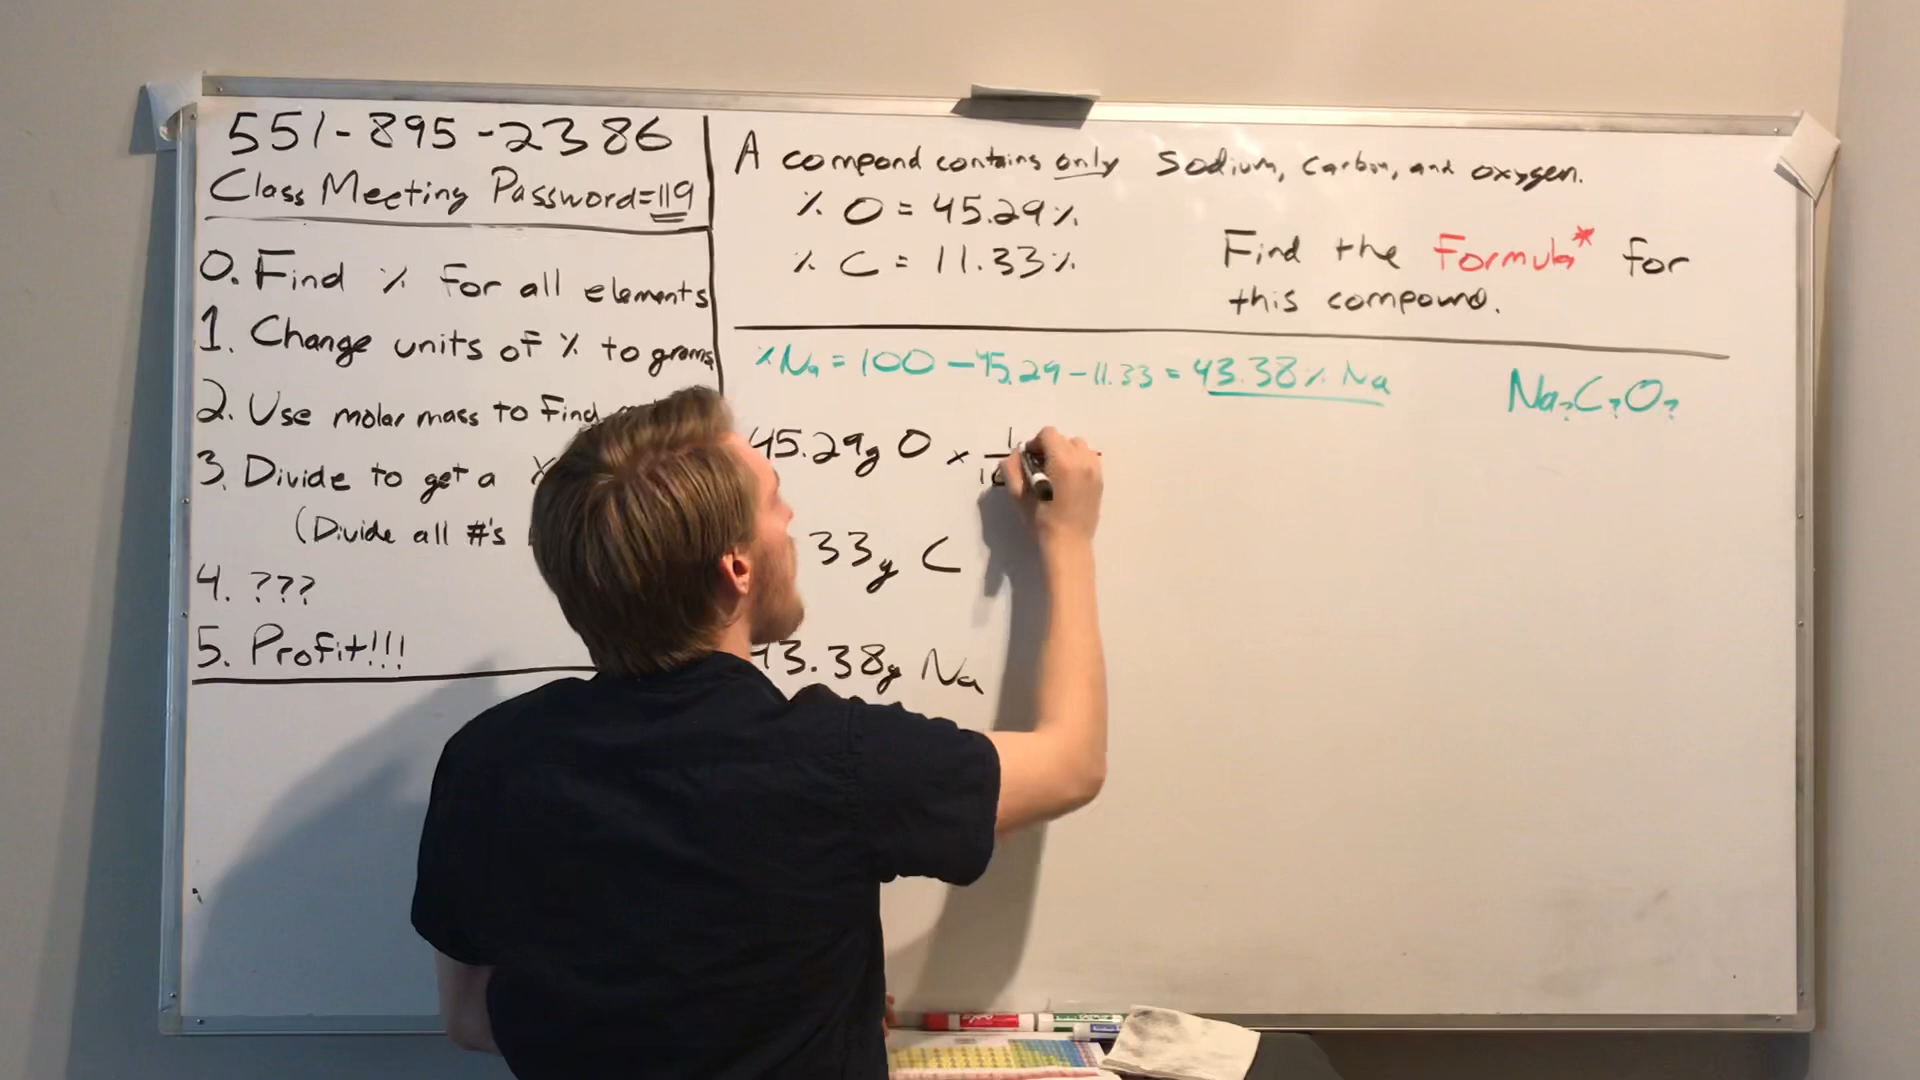 551-895-2386
Class Meeting Password=119
0. Find % for all elements
1. Change units of % to grams
2. Use molar mass to find
3. Divide to get a
(Divide all #'s
4. ???
5. Profit!!!
A compond contains only Sodium, Carbon, and oxygen.
% O = 45.29%
% C = 11.33%
Find the Formula* for
this compound.
%Na = 100 - 45.29 - 11.33 = 43.38% Na
Na?C?O?
45.29g O × 1
33g C
43.38g Na